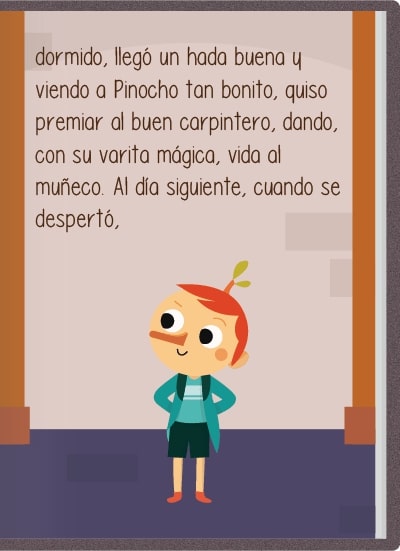 dormido, llegó un hada buena y
viendo a Pinocho tan bonito, quiso
premiar al buen carpintero, dando,
con su varita mágica, vida al
muñeco. Al día siguiente, cuando se
despertó,